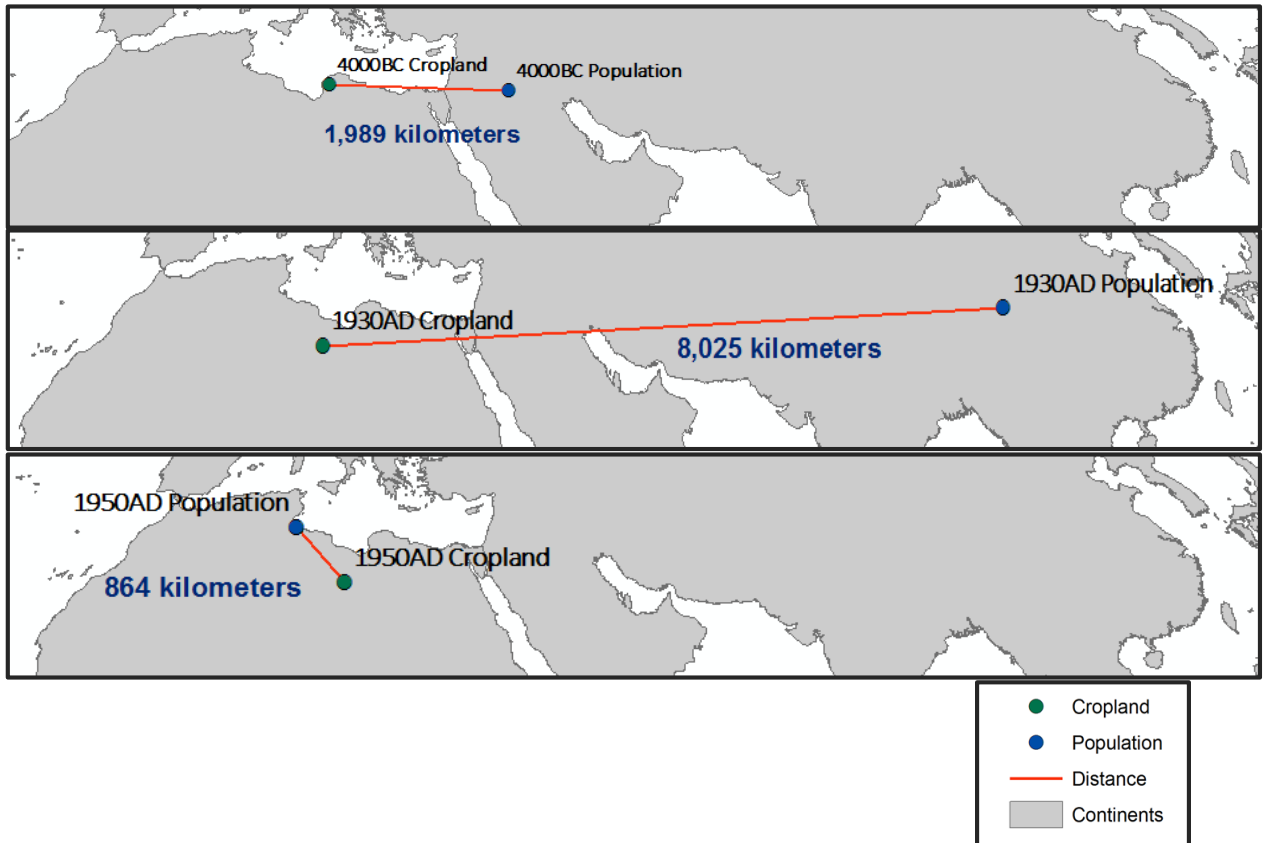 4000BC Cropland
4000BC Population
1,989 kilometers
1930AD Population
1930AD Cropland
8,025 kilometers
1950AD Population
1950AD Cropland
864 kilometers
Cropland
Population
Distance
Continents